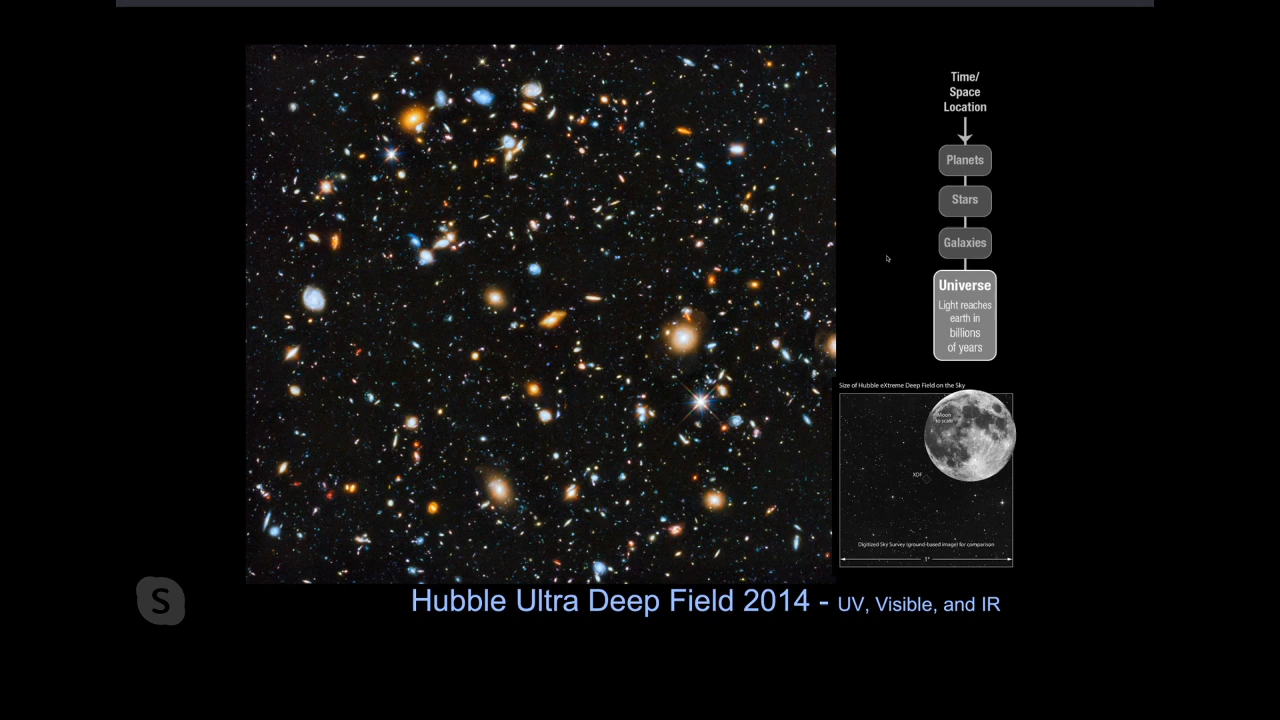 Time/
Space
Location
Planets
Stars
Galaxies
Universe
Light reaches
earth in
billions
of years
Size of Hubble eXtreme Deep Field on the Sky
Moon
to scale
XDF
Digitized Sky Survey (ground-based image) for comparison
1°
S
Hubble Ultra Deep Field 2014 - UV, Visible, and IR